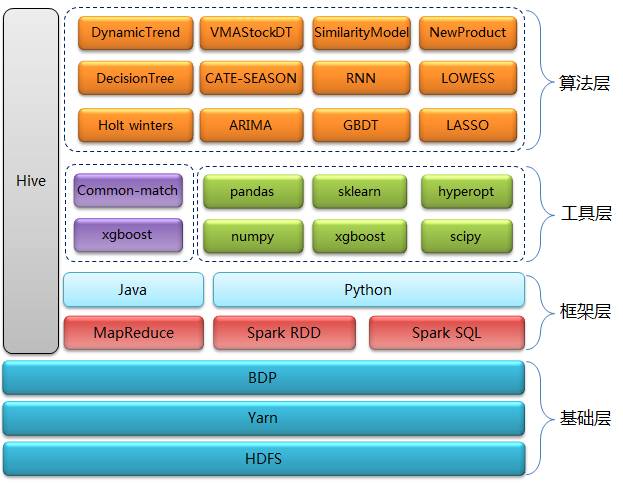 Hive
DynamicTrend
VMAStockDT
SimilarityModel
NewProduct
DecisionTree
CATE-SEASON
RNN
LOWESS
Holt winters
ARIMA
GBDT
LASSO
算法层
Common-match
pandas
sklearn
hyperopt
xgboost
numpy
xgboost
scipy
工具层
Java
Python
MapReduce
Spark RDD
Spark SQL
框架层
BDP
Yarn
HDFS
基础层